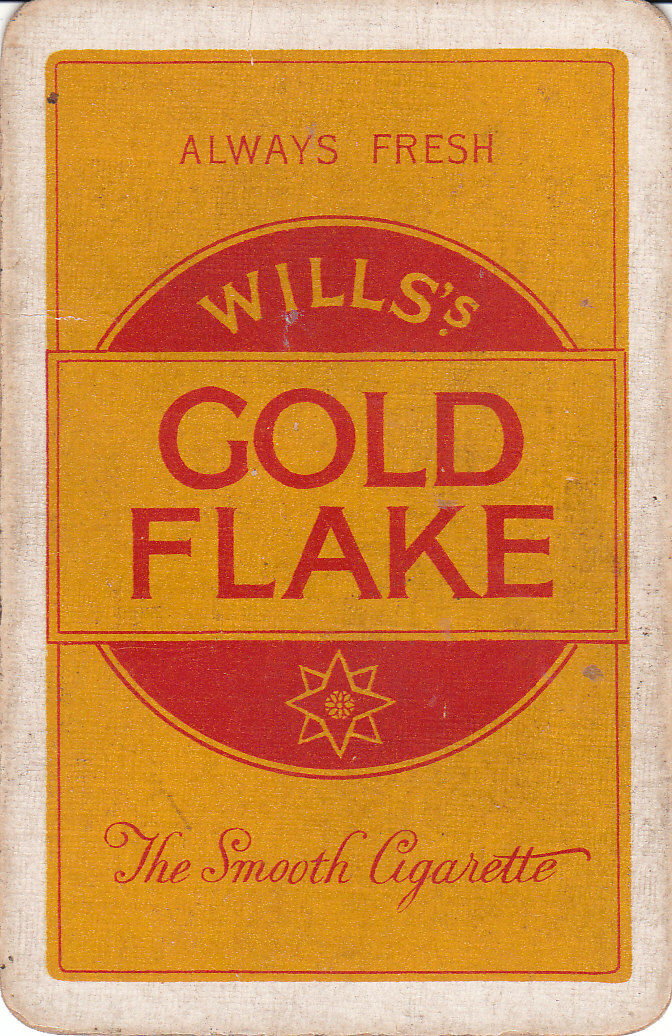 ALWAYS FRESH
WILLS'S
GOLD
FLAKE
The Smooth Cigarette